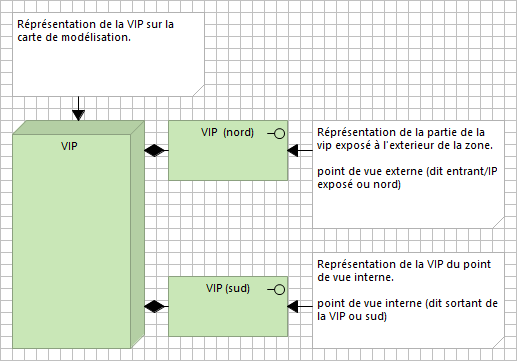 Réprésentation de la VIP sur la
carte de modélisation.
VIP
VIP (nord)
Réprésentation de la partie de la
vip exposé à l'exterieur de la zone.
point de vue externe (dit entrant/IP
exposé ou nord)
VIP (sud)
Représentation de la VIP du point
de vue interne.
point de vue interne (dit sortant de
la VIP ou sud)